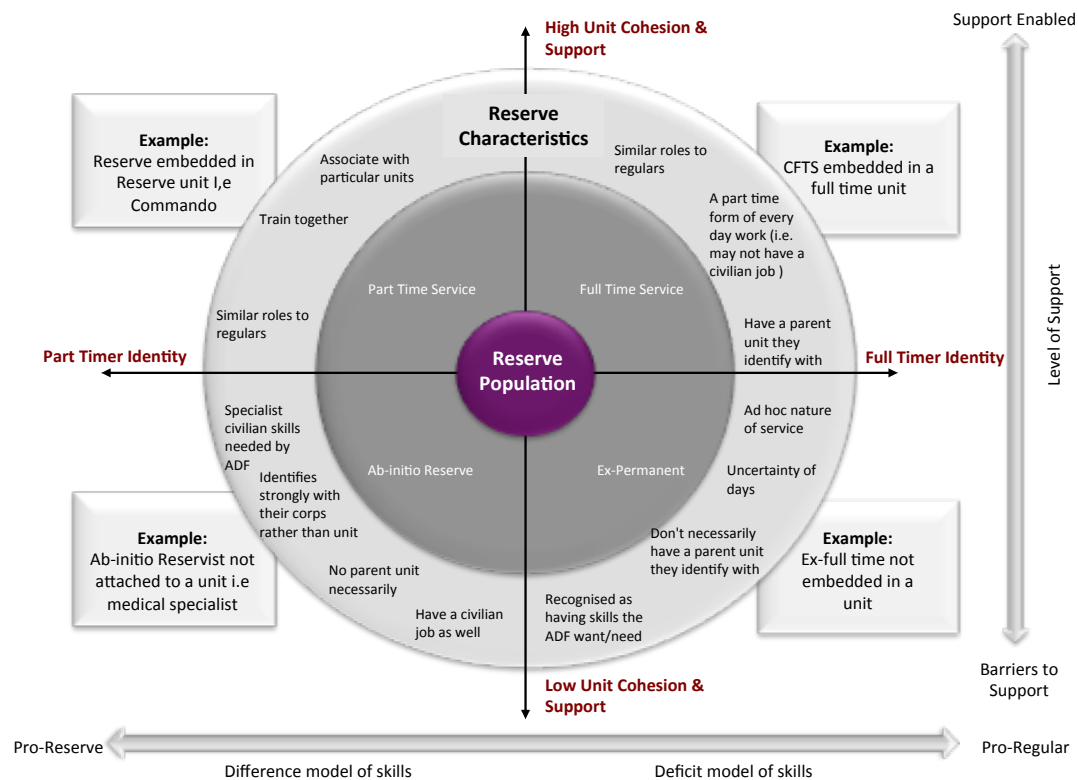 Support Enabled
High Unit Cohesion &
Support
Example:
Reserve embedded in
Reserve unit I,e
Commando
Reserve
Characteristics
Example:
CFTS embedded in a
full time unit
Associate with
particular units
Train together
Similar roles to
regulars
Similar roles to
regulars
A part time
form of every
day work (i.e.
may not have a
civilian job )
Have a parent
unit they
identify with
Part Time Service
Full Time Service
Part Timer Identity
Reserve
Population
Full Timer Identity
Level of Support
Specialist
civilian skills
needed by
ADF
Identifies
strongly with
their corps
rather than unit
No parent unit
necessarily
Have a civilian
job as well
Ab-initio Reserve
Ex-Permanent
Ad hoc nature
of service
Uncertainty of
days
Don't necessarily
have a parent unit
they identify with
Recognised as
having skills the
ADF want/need
Example:
Ab-initio Reservist not
attached to a unit i.e
medical specialist
Example:
Ex-full time not
embedded in a
unit
Low Unit Cohesion &
Support
Barriers to
Support
Pro-Reserve
Pro-Regular
Difference model of skills
Deficit model of skills